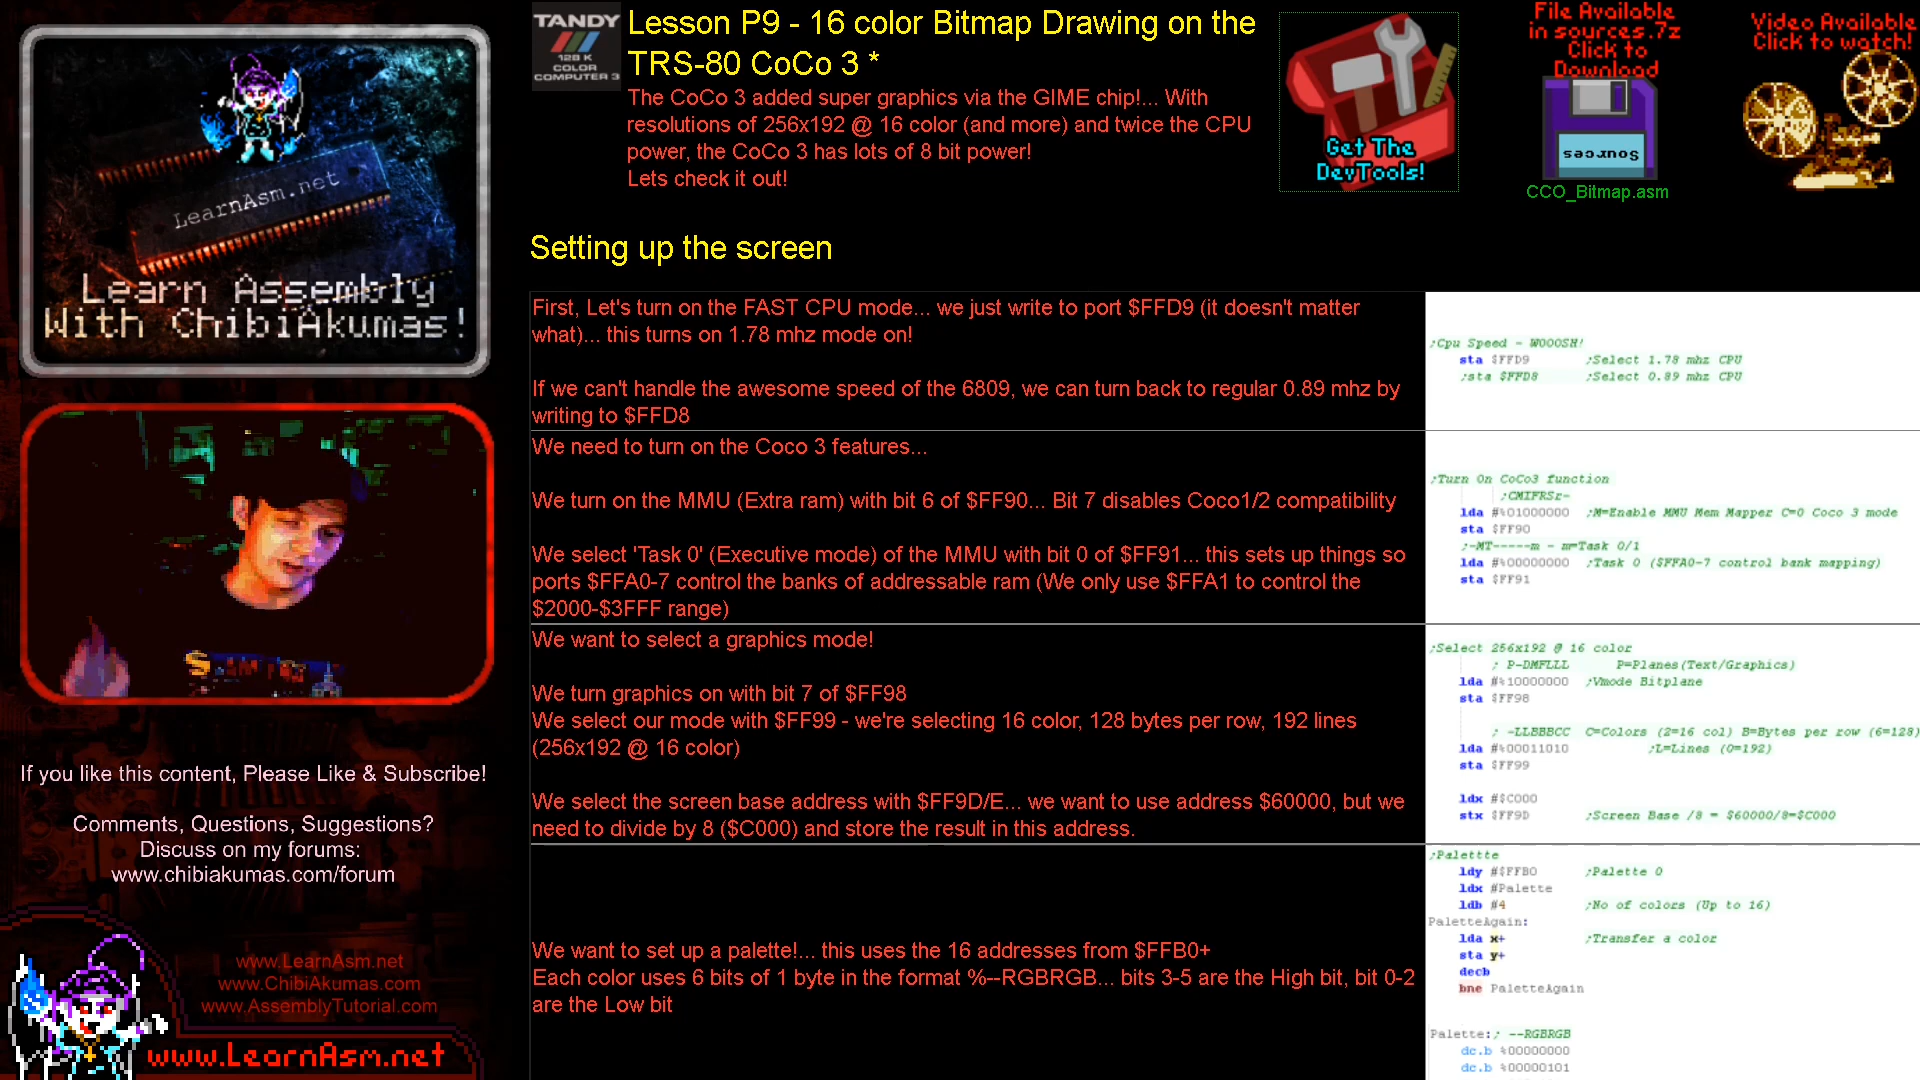 LearnAsm.net
Learn Assembly
With ChibiAkumas!
If you like this content, Please Like & Subscribe!
Comments, Questions, Suggestions?
Discuss on my forums:
www.chibiakumas.com/forum
www.LearnAsm.net
www.ChibiAkumas.com
www.AssemblyTutorial.com
www.LearnAsm.net
TANDY
128 K
COLOR
COMPUTER 3
Lesson P9 - 16 color Bitmap Drawing on the
TRS-80 CoCo 3 *
The CoCo 3 added super graphics via the GIME chip!... With
resolutions of 256x192 @ 16 color (and more) and twice the CPU
power, the CoCo 3 has lots of 8 bit power!
Lets check it out!
Get The
DevTools!
File Available
in sources.7z
Click to
Download
Sources
CCO_Bitmap.asm
Video Available
Click to watch!
Setting up the screen
First, Let's turn on the FAST CPU mode... we just write to port $FFD9 (it doesn't matter
what)... this turns on 1.78 mhz mode on!
If we can't handle the awesome speed of the 6809, we can turn back to regular 0.89 mhz by
writing to $FFD8
;Cpu Speed - WOOOSH!
sta $FFD9 ;Select 1.78 mhz CPU
;sta $FFD8 ;Select 0.89 mhz CPU
We need to turn on the Coco 3 features...
We turn on the MMU (Extra ram) with bit 6 of $FF90... Bit 7 disables Coco1/2 compatibility
We select 'Task 0' (Executive mode) of the MMU with bit 0 of $FF91... this sets up things so
ports $FFA0-7 control the banks of addressable ram (We only use $FFA1 to control the
$2000-$3FFF range)
;Turn On CoCo3 function
;CMIFRSr-
lda #%01000000 ;M=Enable MMU Mem Mapper C=0 Coco 3 mode
sta $FF90
;-MT-----m - m=Task 0/1
lda #%00000000 ;Task 0 ($FFA0-7 control bank mapping)
sta $FF91
We want to select a graphics mode!
We turn graphics on with bit 7 of $FF98
We select our mode with $FF99 - we're selecting 16 color, 128 bytes per row, 192 lines
(256x192 @ 16 color)
We select the screen base address with $FF9D/E... we want to use address $60000, but we
need to divide by 8 ($C000) and store the result in this address.
;Select 256x192 @ 16 color
; P-DMFLLL P=Planes(Text/Graphics)
lda #%10000000 ;Vmode Bitplane
sta $FF98
; -LLBBBCC C=Colors (2=16 col) B=Bytes per row (6=128)
lda #%00011010 ;L=Lines (0=192)
sta $FF99
ldx #$C000
stx $FF9D ;Screen Base /8 = $60000/8=$C000
We want to set up a palette!... this uses the 16 addresses from $FFB0+
Each color uses 6 bits of 1 byte in the format %--RGBRGB... bits 3-5 are the High bit, bit 0-2
are the Low bit
;Palettte
ldy #$FFB0 ;Palette 0
ldx #Palette
ldb #4 ;No of colors (Up to 16)
PaletteAgain:
lda x+ ;Transfer a color
sta y+
decb
bne PaletteAgain
Palette:; --RGBRGB
dc.b %00000000
dc.b %00000101